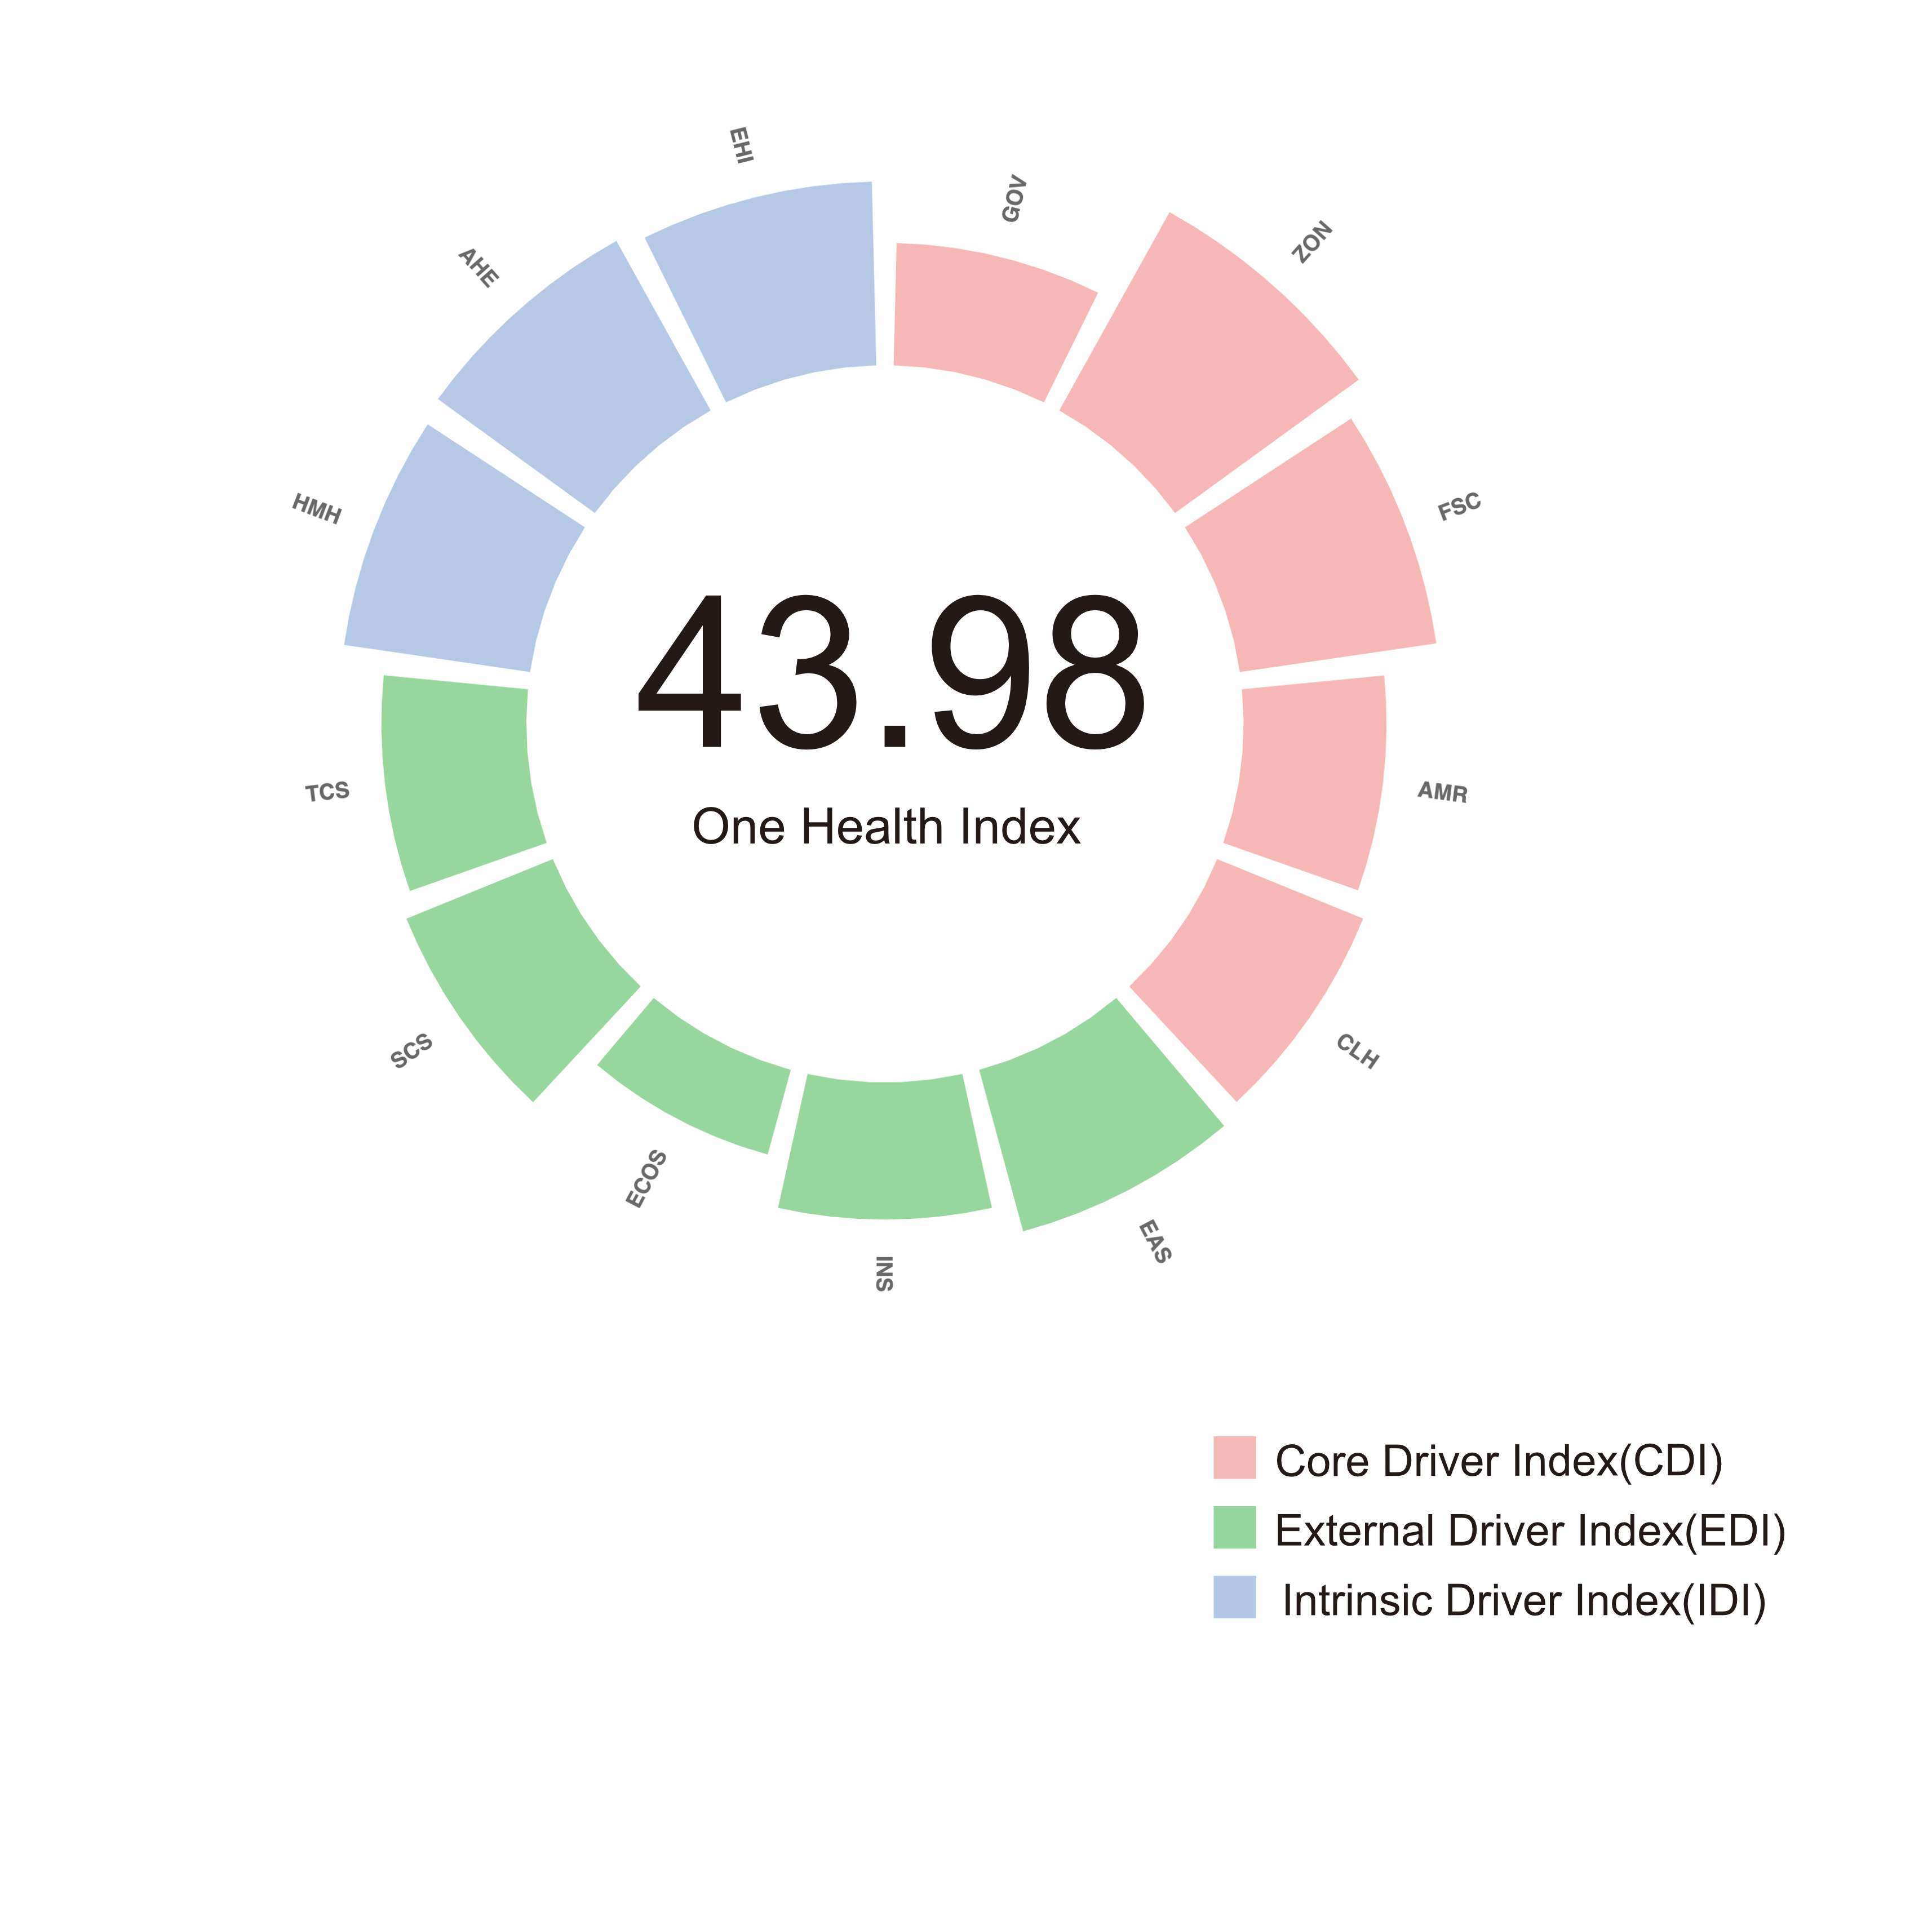 EHI
GOV
ZON
AHE
FSC
HMH
43.98
One Health Index
TCS
AMR
SCS
CLH
ECOS
EAS
INS
Core Driver Index(CDI)
External Driver Index(EDI)
Intrinsic Driver Index(IDI)